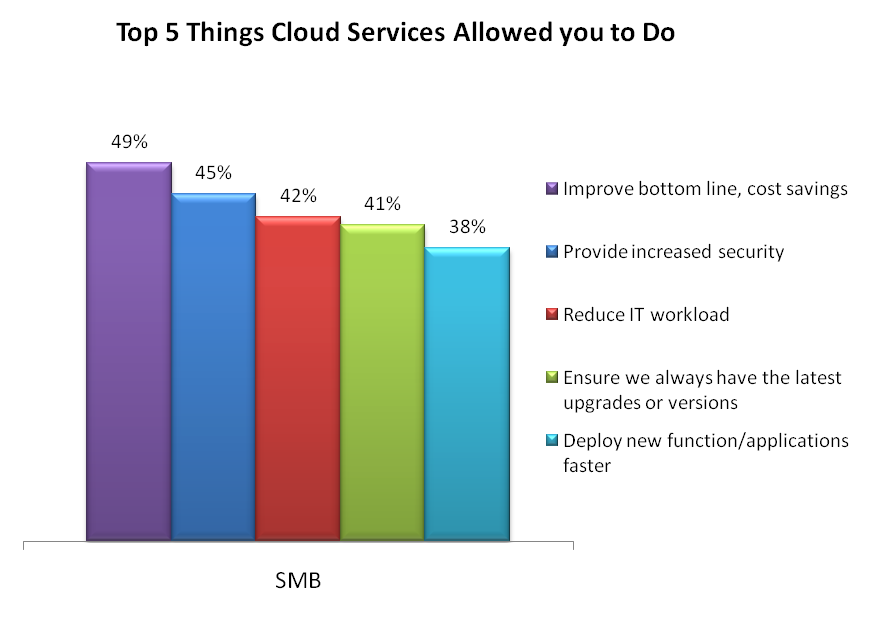 Top 5 Things Cloud Services Allowed you to Do
49%
45%
42%
41%
38%
Improve bottom line, cost savings
Provide increased security
Reduce IT workload
Ensure we always have the latest
upgrades or versions
Deploy new function/applications
faster
SMB